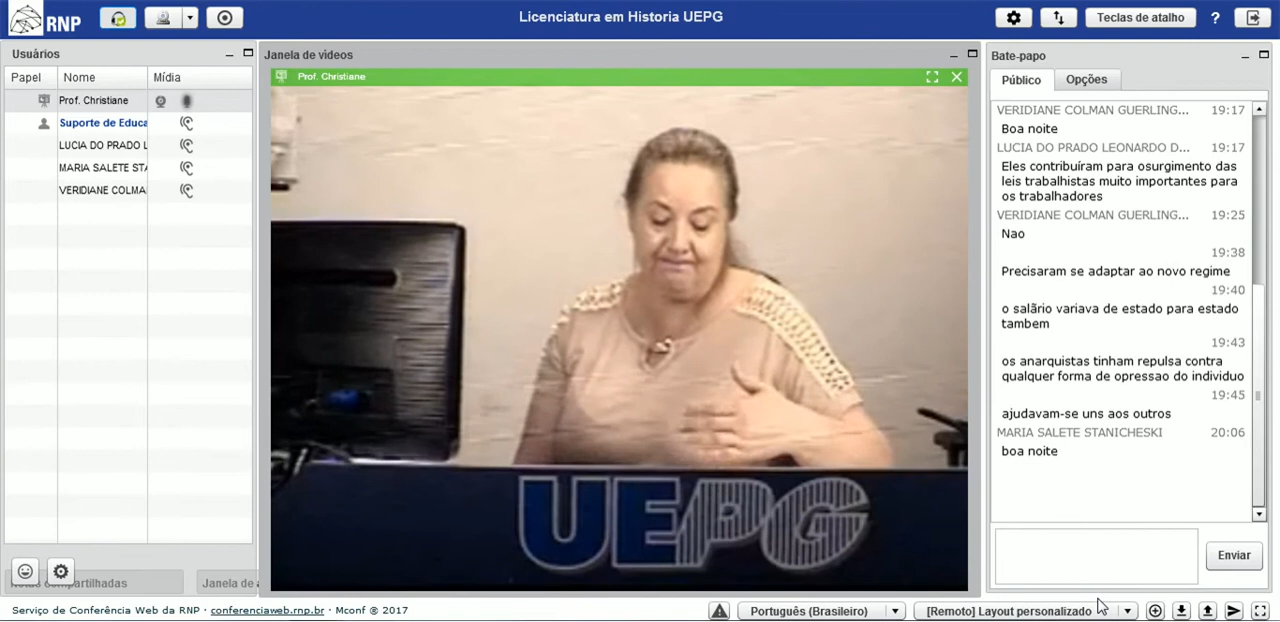 RNP
Licenciatura em Historia UEPG
Teclas de atalho
?
Usuários
Papel Nome Mídia
Prof. Christiane
Suporte de Educa
LUCIA DO PRADO L
MARIA SALETE STA
VERIDIANE COLMA
Notas compartilhadas
Janela de a
Janela de videos
Prof. Christiane
UEPG
Bate-papo
Público Opções
VERIDIANE COLMAN GUERLING... 19:17
Boa noite
LUCIA DO PRADO LEONARDO D... 19:17
Eles contribuíram para osurgimento das
leis trabalhistas muito importantes para
os trabalhadores
VERIDIANE COLMAN GUERLING... 19:25
Nao
19:38
Precisaram se adaptar ao novo regime
19:40
o salãrio variava de estado para estado
tambem
19:43
os anarquistas tinham repulsa contra
qualquer forma de opressao do individuo
19:45
ajudavam-se uns aos outros
MARIA SALETE STANICHESKI 20:06
boa noite
Enviar
Serviço de Conferência Web da RNP · conferenciaweb.rnp.br · Mconf © 2017
Português (Brasileiro)
[Remoto] Layout personalizado